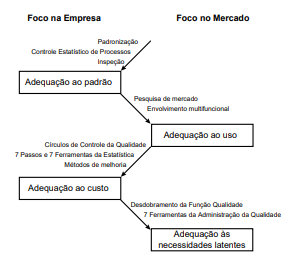 Foco na Empresa
Foco no Mercado
Padronização
Controle Estatístico de Processos
Inspeção
Adequação ao padrão
Pesquisa de mercado
Envolvimento multifuncional
Adequação ao uso
Círculos de Controle da Qualidade
7 Passos e 7 Ferramentas da Estatística
Métodos de melhoria
Adequação ao custo
Desdobramento da Função Qualidade
7 Ferramentas da Administração da Qualidade
Adequação às
necessidades latentes